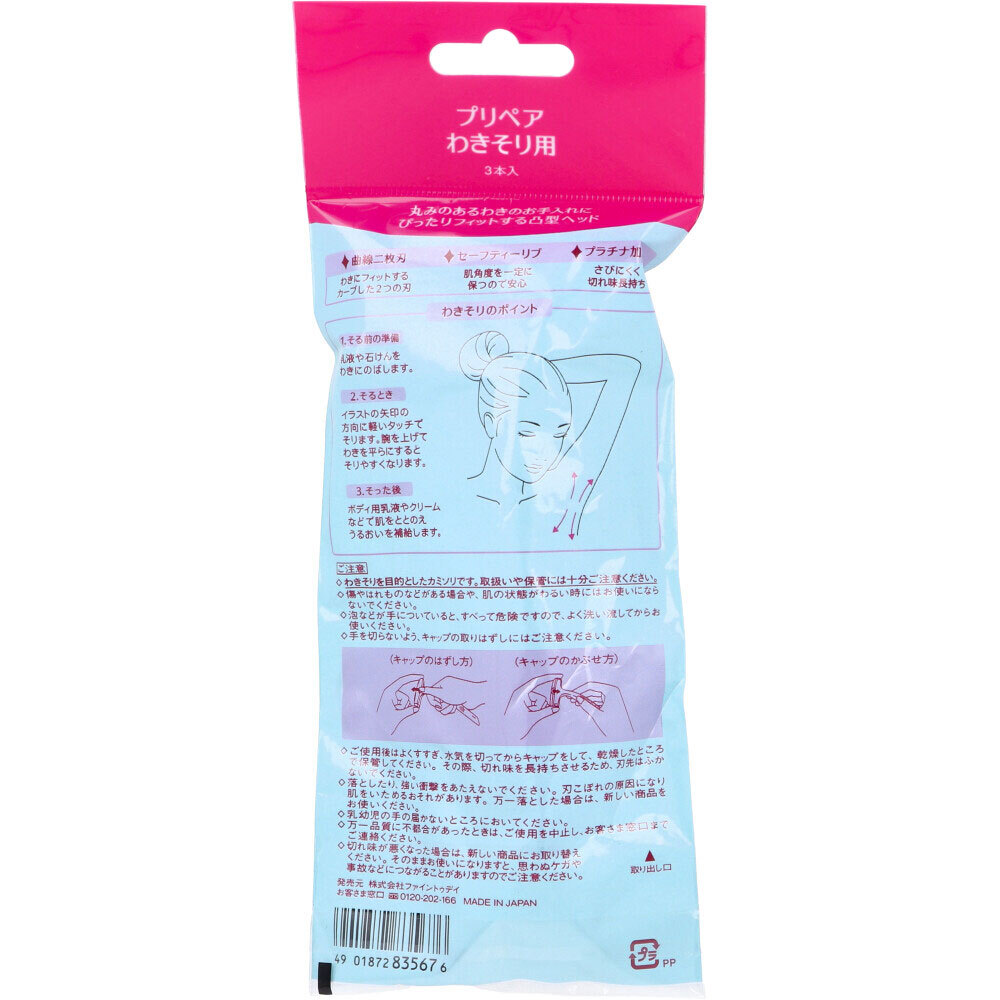 プリペア
わきそり用
3本入
丸みのあるわきのお手入れに
ぴったりフィットする凸型ヘッド
曲線二枚刃
わきにフィットする
カーブした2つの刃
セーフティーリブ
肌角度を一定に
保つので安心
プラチナ加
さびにくく
切れ味長持ち
わきそりのポイント
1.そる前の準備
乳液や石けんを
わきにのばします。
2.そるとき
イラストの矢印の
方向に軽いタッチで
そります。腕を上げて
わきを平らにすると
そりやすくなります。
3.そった後
ボディ用乳液やクリーム
などで肌をととのえ
うるおいを補給します。
ご注意
◇わきそりを目的としたカミソリです。取扱いや保管には十分ご注意ください。
◇傷やはれものなどがある場合や、肌の状態がわるい時にはお使いになら
ないでください。
◇泡などが手についていると、すべって危険ですので、よく洗い流してからお
使いください。
◇手を切らないよう、キャップの取りはずしにはご注意ください。
(キャップのはずし方)
(キャップのかぶせ方)
◇ご使用後はよくすすぎ、水気を切ってからキャップをして、乾燥したところ
で保管してください。その際、切れ味を長持ちさせるため、刃先はふか
ないでください。
◇落としたり、強い衝撃をあたえないでください。刃こぼれの原因になり
肌をいためるおそれがあります。万一落とした場合は、新しい商品を
お使いください。
◇乳幼児の手の届かないところにおいてください。
◇万一品質に不都合があったときは、ご使用を中止し、お客さま窓口まで
ご連絡ください。
◇切れ味が悪くなった場合は、新しい商品にお取り替え
ください。そのままお使いになりますと、思わぬケガや
事故などにつながることがありますのでご注意ください。
▲
取り出し口
発売元 株式会社ファイントゥデイ
お客さま窓口 0120-202-166 MADE IN JAPAN
49 01872 835676
プラ
PP